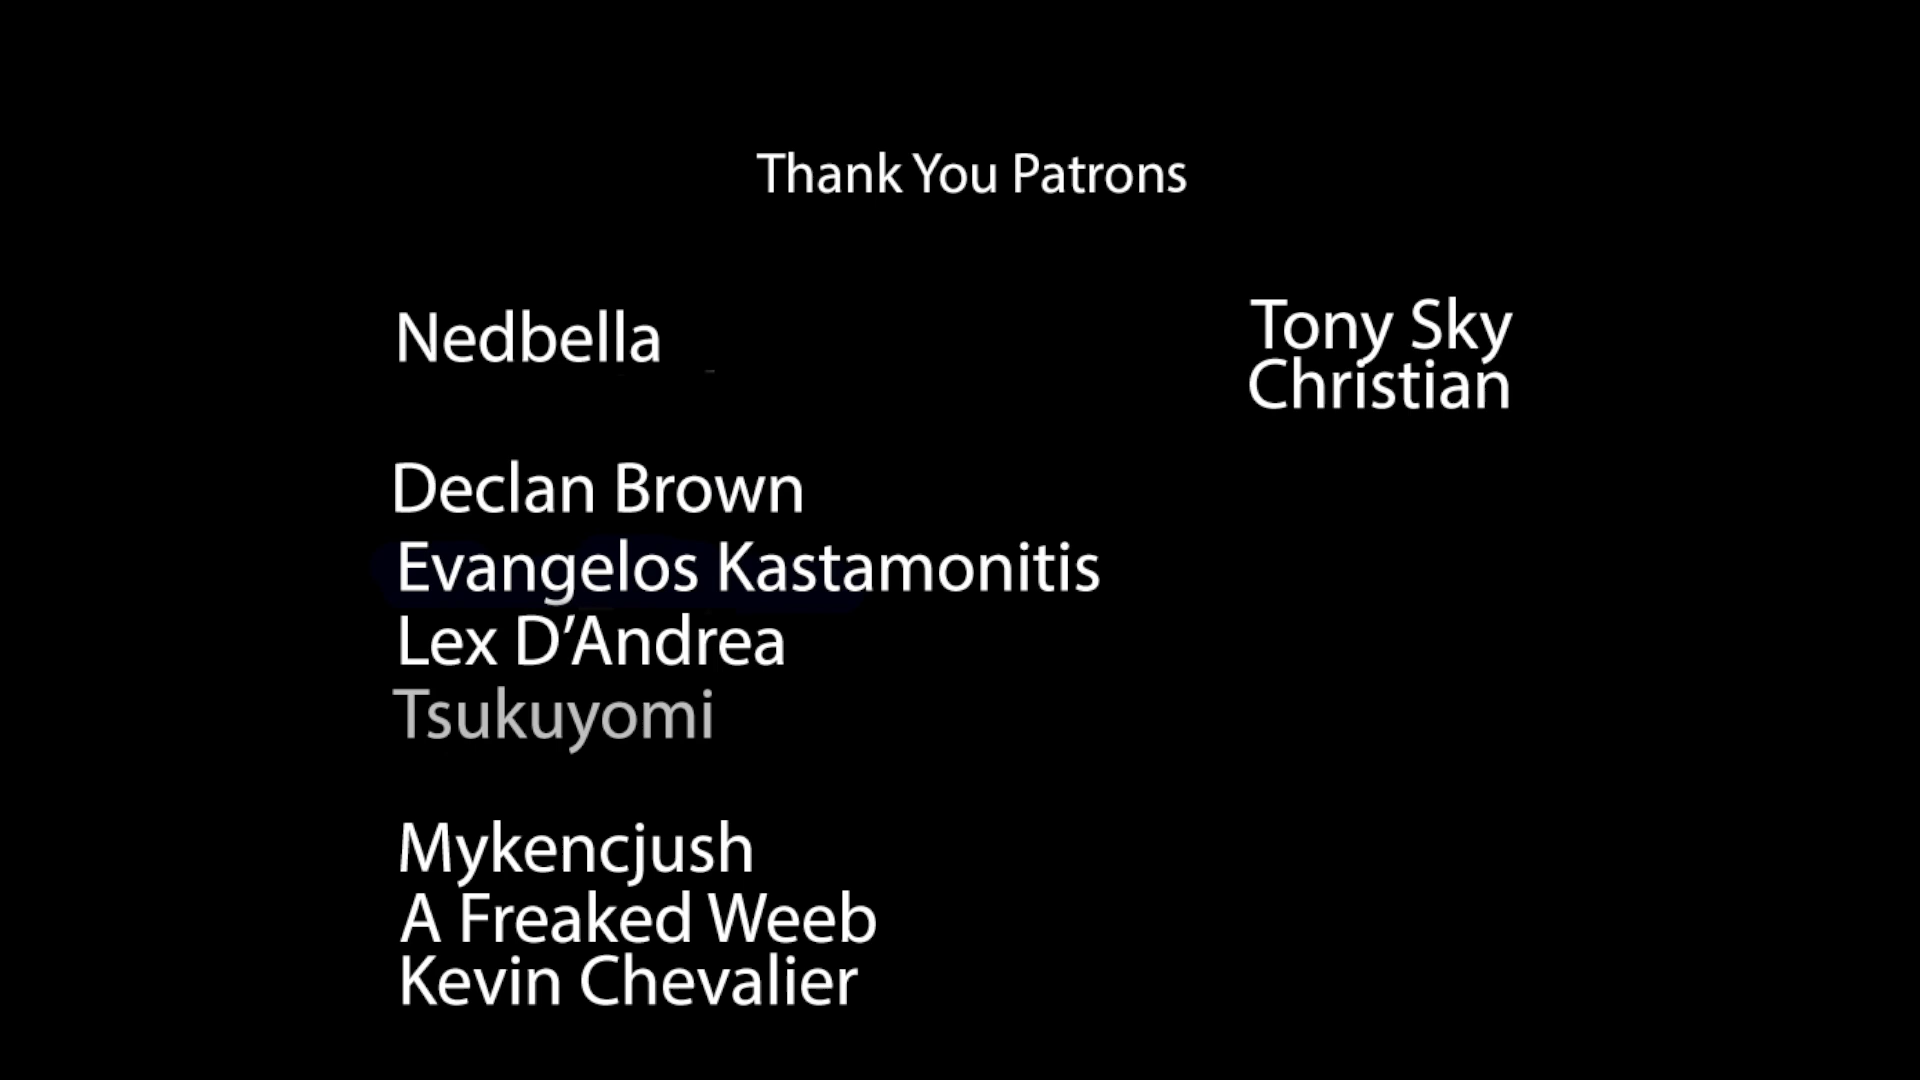 Thank You Patrons
Nedbella
Declan Brown
Evangelos Kastamonitis
Lex D’Andrea
Tsukuyomi
Mykencjush
A Freaked Weeb
Kevin Chevalier
Tony Sky
Christian